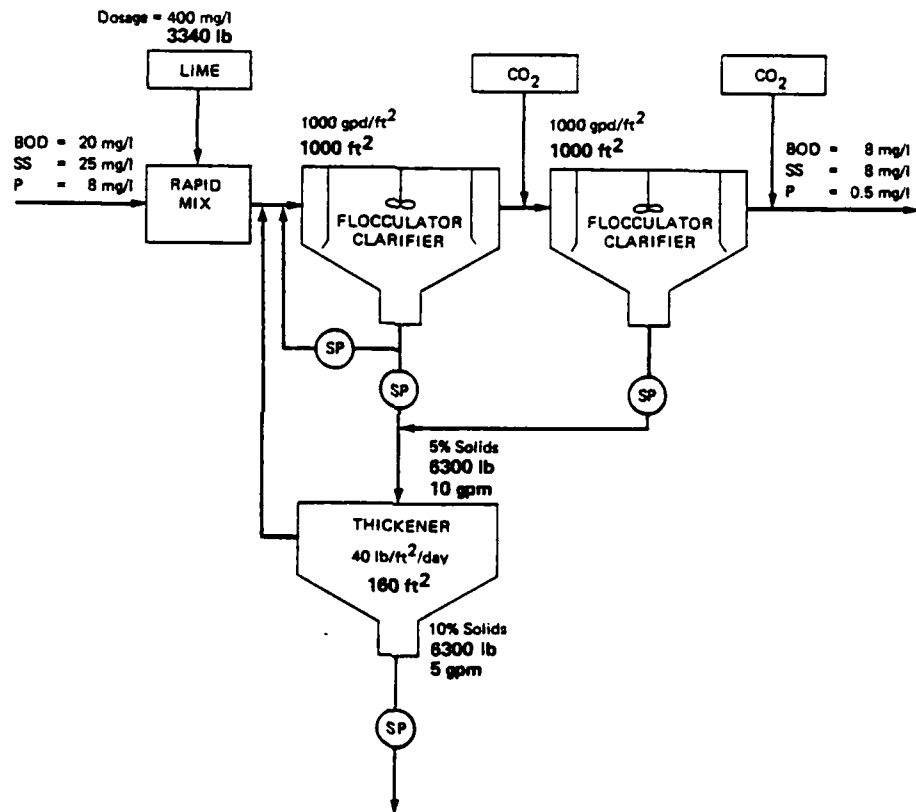 Dosage = 400 mg/l
3340 lb
LIME
CO2
CO2
BOD = 20 mg/l
SS = 25 mg/l
P = 8 mg/l
RAPID
MIX
1000 gpd/ft2
1000 ft2
FLOCCULATOR
CLARIFIER
1000 gpd/ft2
1000 ft2
FLOCCULATOR
CLARIFIER
BOD = 8 mg/l
SS = 8 mg/l
P = 0.5 mg/l
SP
SP
SP
5% Solids
6300 lb
10 gpm
THICKENER
40 lb/ft2/day
160 ft2
10% Solids
6300 lb
5 gpm
SP